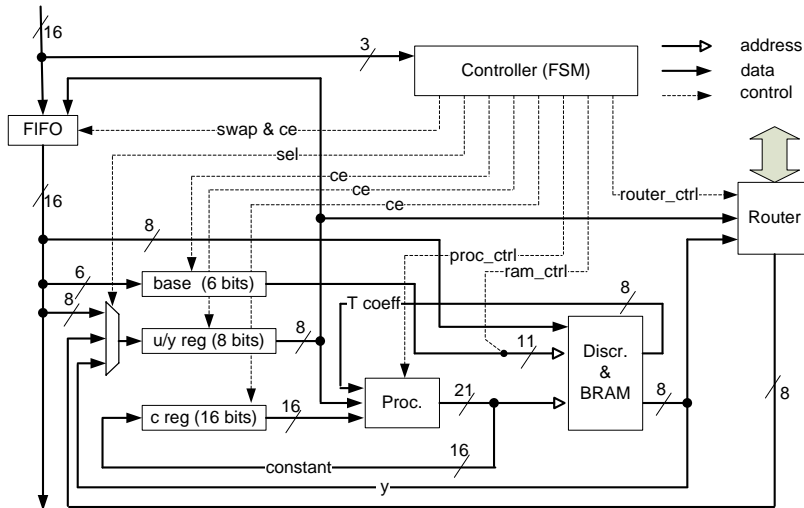 16
3
Controller (FSM)
address
data
control
FIFO
swap & ce
sel
16
ce
ce
ce
router_ctrl
Router
8
proc_ctrl
ram_ctrl
6
base (6 bits)
8
T coeff
8
u/y reg (8 bits)
8
11
Discr.
&
BRAM
Proc.
21
8
8
c reg (16 bits)
16
constant
16
y